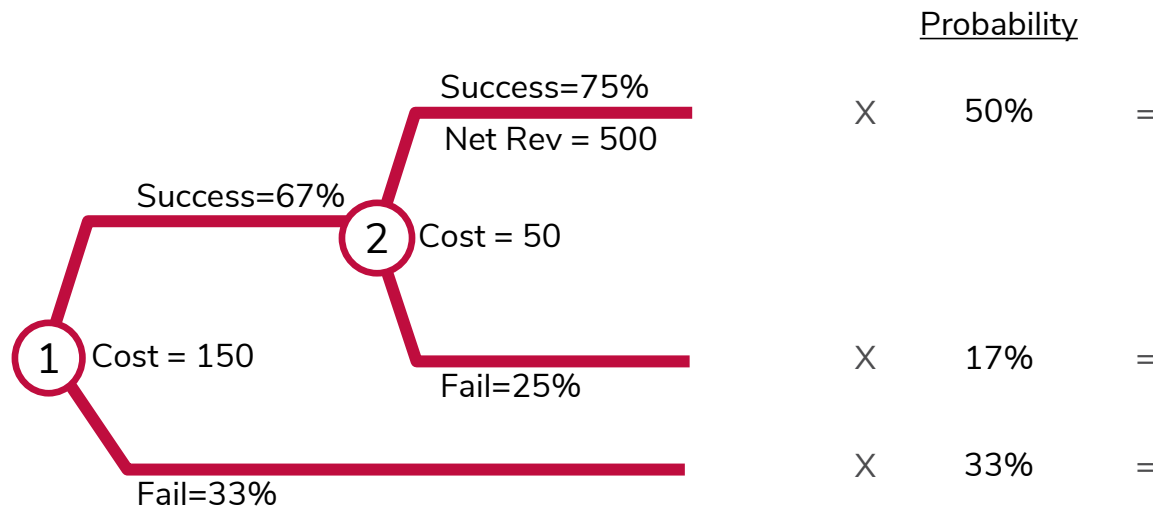 Probability
Success=75%
X 50% =
Net Rev = 500
Success=67%
2 Cost = 50
1 Cost = 150
X 17% =
Fail=25%
X 33% =
Fail=33%